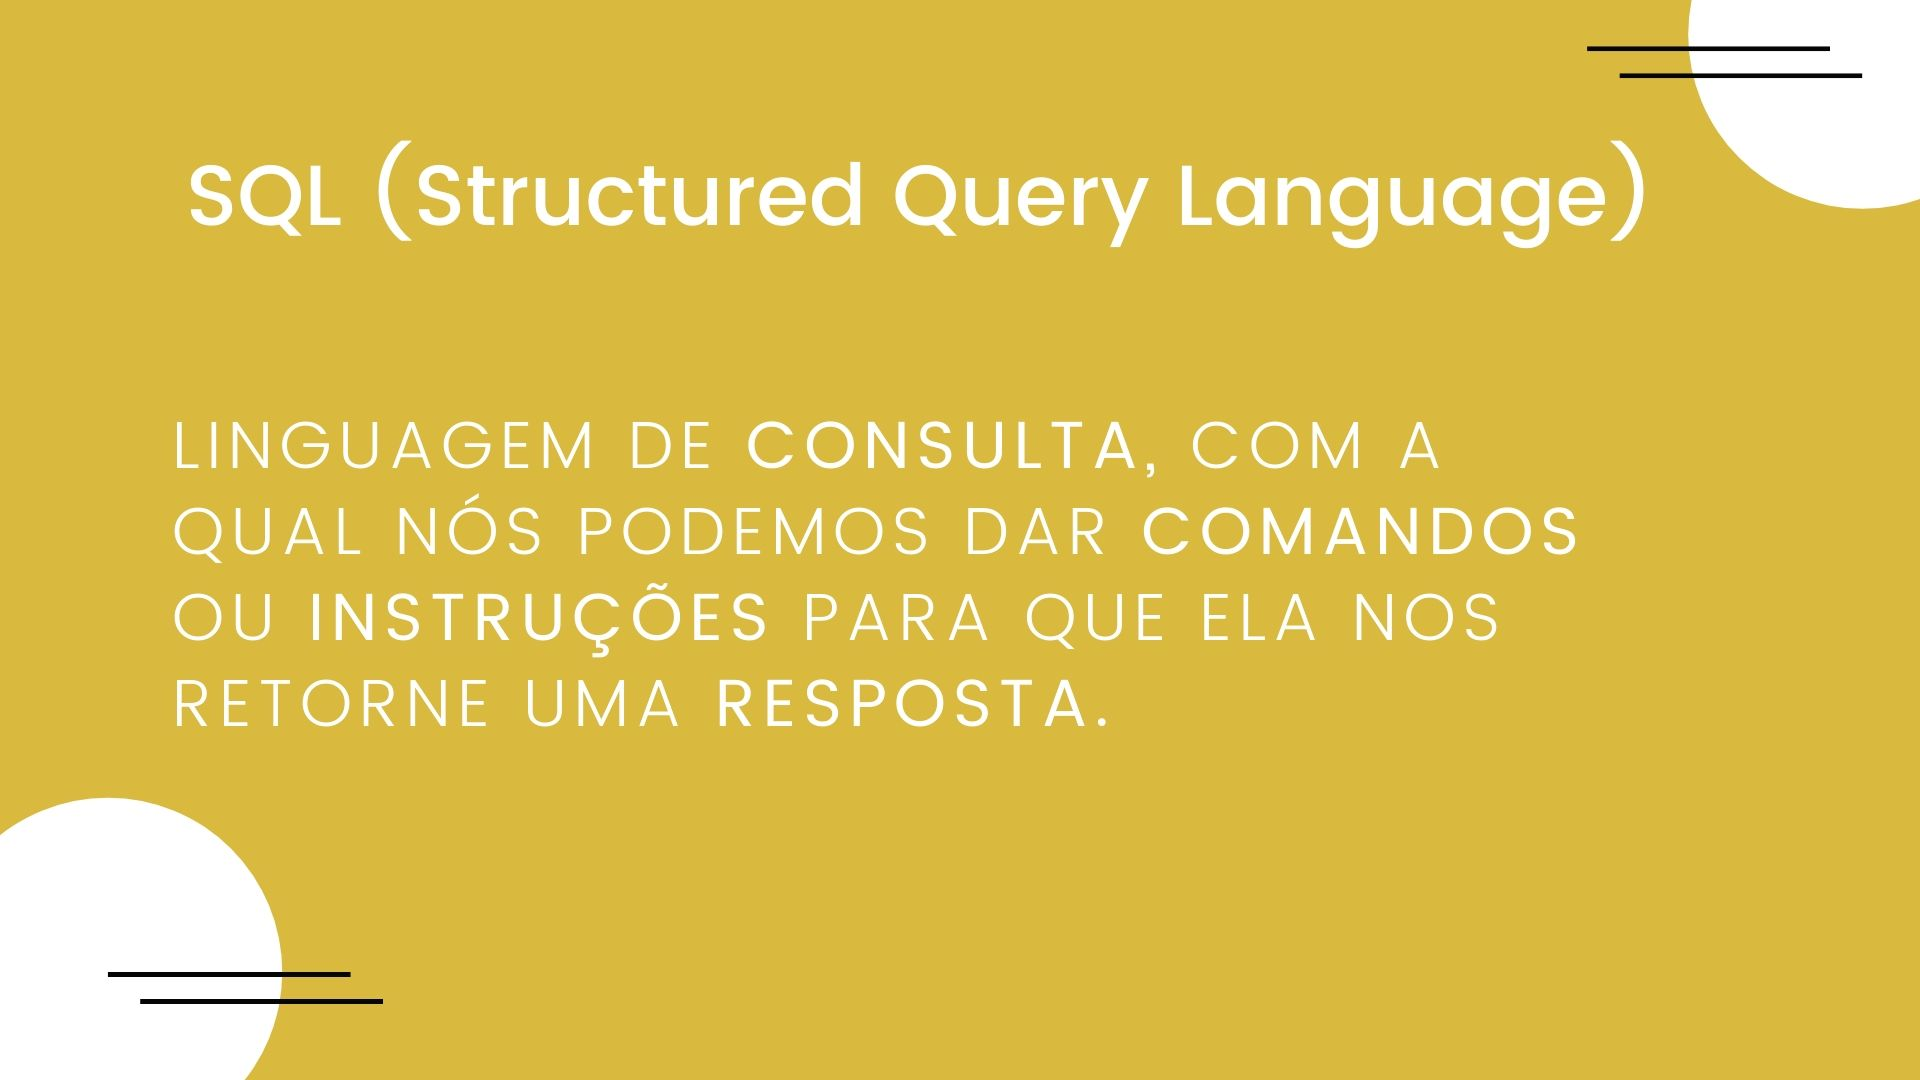 SQL (Structured Query Language)
LINGUAGEM DE CONSULTA, COM A
QUAL NÓS PODEMOS DAR COMANDOS
OU INSTRUÇÕES PARA QUE ELA NOS
RETORNE UMA RESPOSTA.